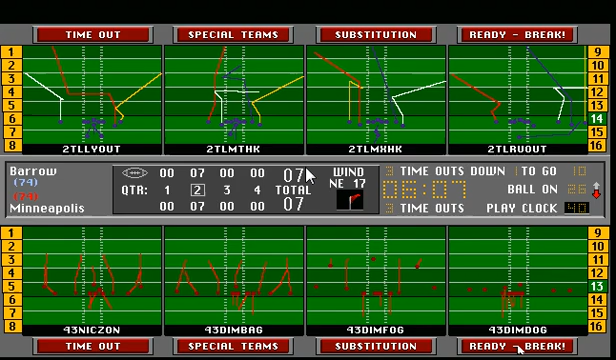 TIME OUT SPECIAL TEAMS SUBSTITUTION READY - BREAK!
1 9
2 10
3 11
4 12
5 13
6 14
7 15
8 16
2TLLYOUT 2TLMTHK 2TLMXHK 2TLRVOUT
Barrow 00 07 00 00 07 WIND 3 TIME OUTS DOWN 1 TO GO 10
(74) QTR: 1 2 3 4 TOTAL NE 17 06:07 BALL ON 26
(74)
Minneapolis 00 07 00 00 07 3 TIME OUTS PLAY CLOCK 40
1 9
2 10
3 11
4 12
5 13
6 14
7 15
8 16
43NICZON 43DIMBAG 43DIMFOG 43DIMDOG
TIME OUT SPECIAL TEAMS SUBSTITUTION READY - BREAK!